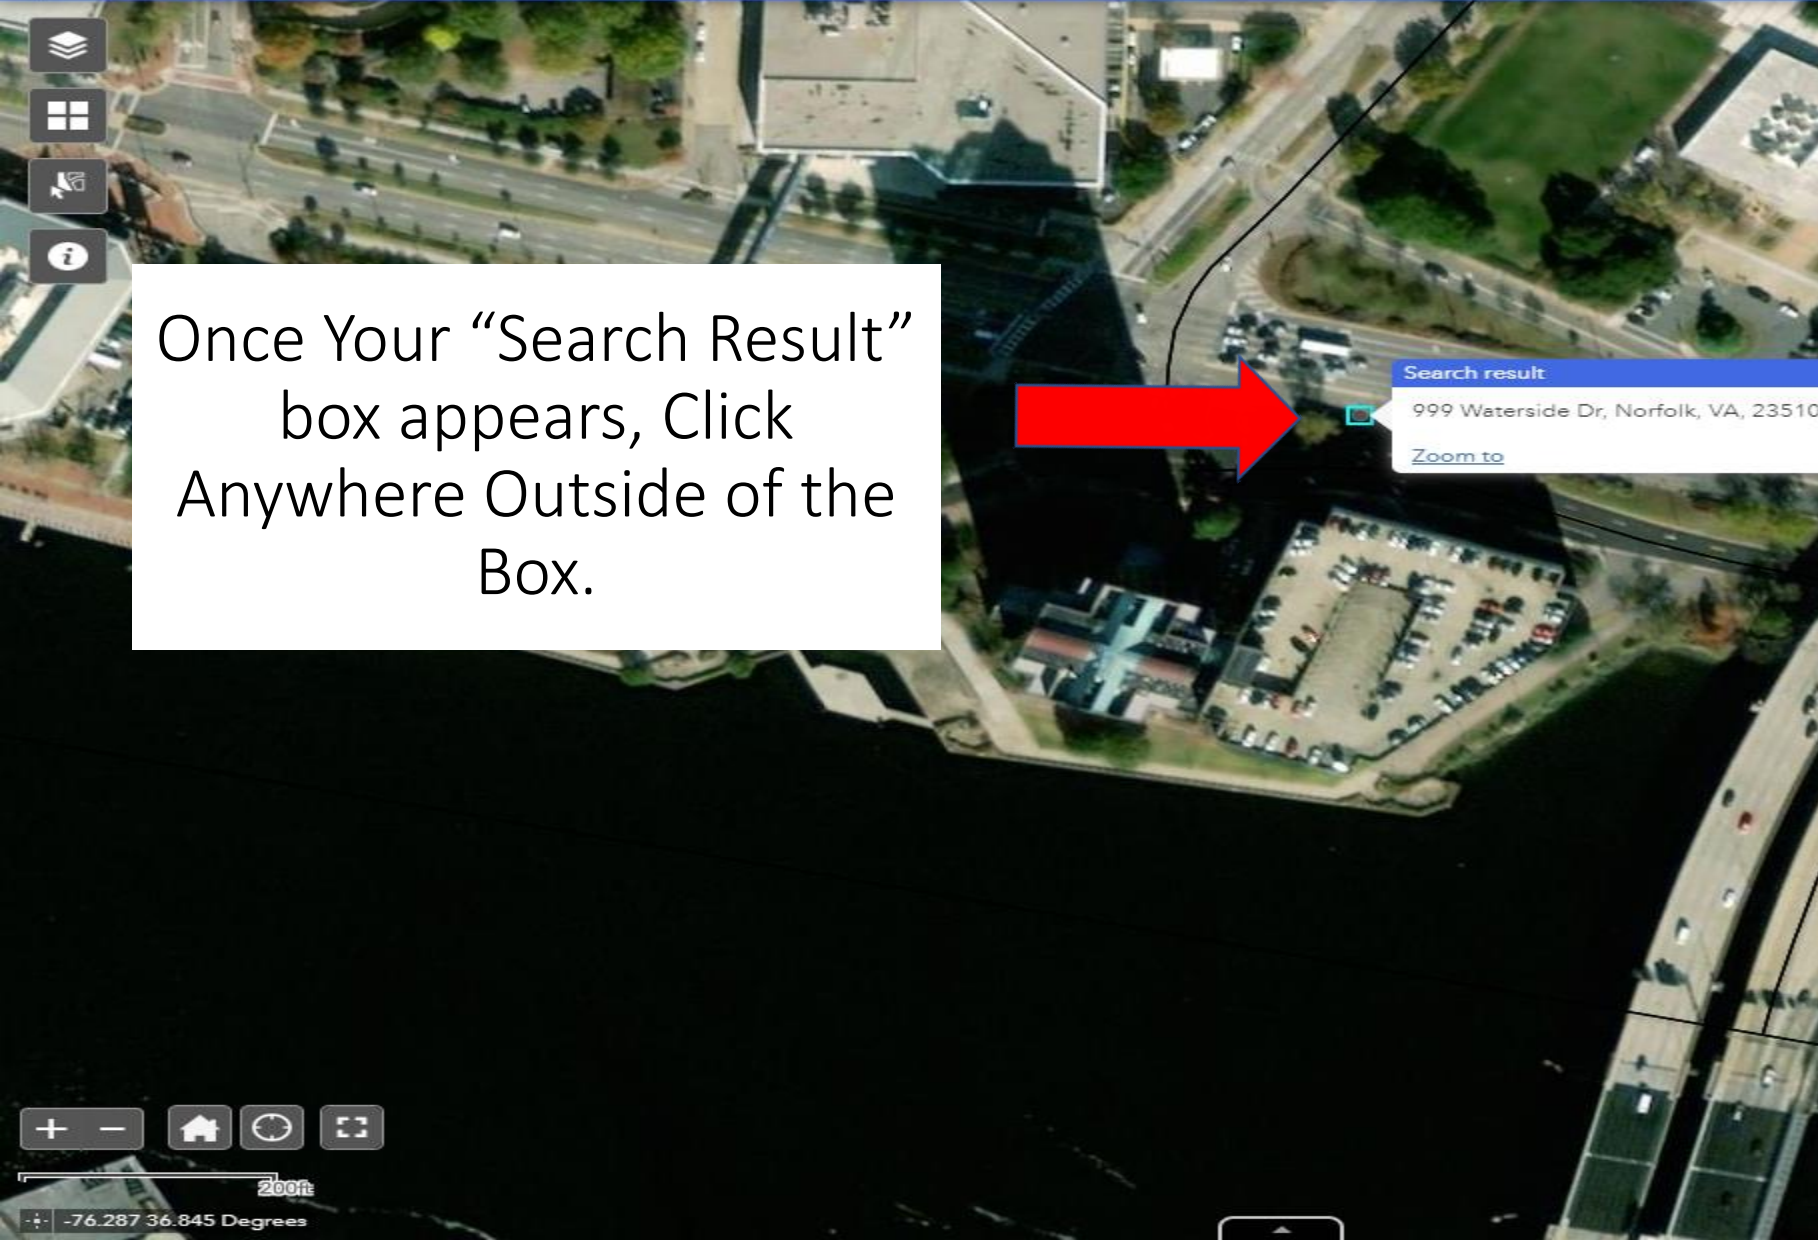 Once Your “Search Result”
box appears, Click
Anywhere Outside of the
Box.
Search result
999 Waterside Dr, Norfolk, VA, 23510
Zoom to
200ft
-76.287 36.845 Degrees